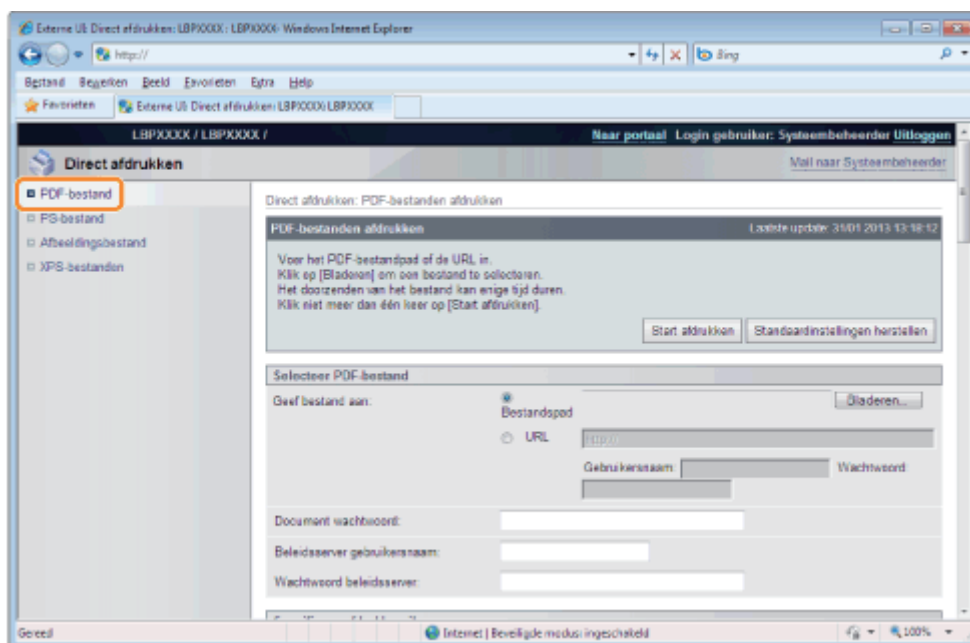 Externe UI: Direct afdrukken: LBPXXXX : LBPXXXX- Windows Internet Explorer
http://
Bing
Bestand Bewerken Beeld Favorieten Extra Help
Favorieten
Externe UI: Direct afdrukken: LBPXXXX: LBPXXXX
LBPXXXX / LBPXXXX /
Naar portaal Login gebruiker: Systeembeheerder Uitloggen
Direct afdrukken
Mail naar Systeembeheerder
PDF-bestand
PS-bestand
Afbeeldingsbestand
XPS-bestanden
Direct afdrukken: PDF-bestanden afdrukken
PDF-bestanden afdrukken
Laatste update: 31/01 2013 13:18:12
Voer het PDF-bestandpad of de URL in.
Klik op [Bladeren] om een bestand te selecteren.
Het doorzenden van het bestand kan enige tijd duren.
Klik niet meer dan één keer op [Start afdrukken].
Start afdrukken
Standaardinstellingen herstellen
Selecteer PDF-bestand
Geef bestand aan:
Bestandspad
Bladeren...
URL
http://
Gebruikersnaam:
Wachtwoord
Document wachtwoord:
Beleidsserver gebruikersnaam:
Wachtwoord beleidsserver:
Gereed
Internet | Beveiligde modus: ingeschakeld
100%